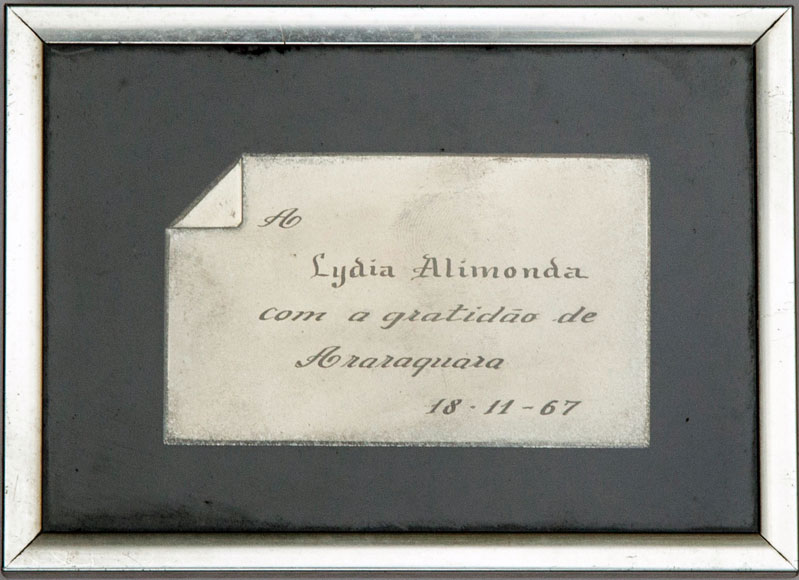 A
Lydia Alimonda
com a gratidão de
Araraquara
18-11-67